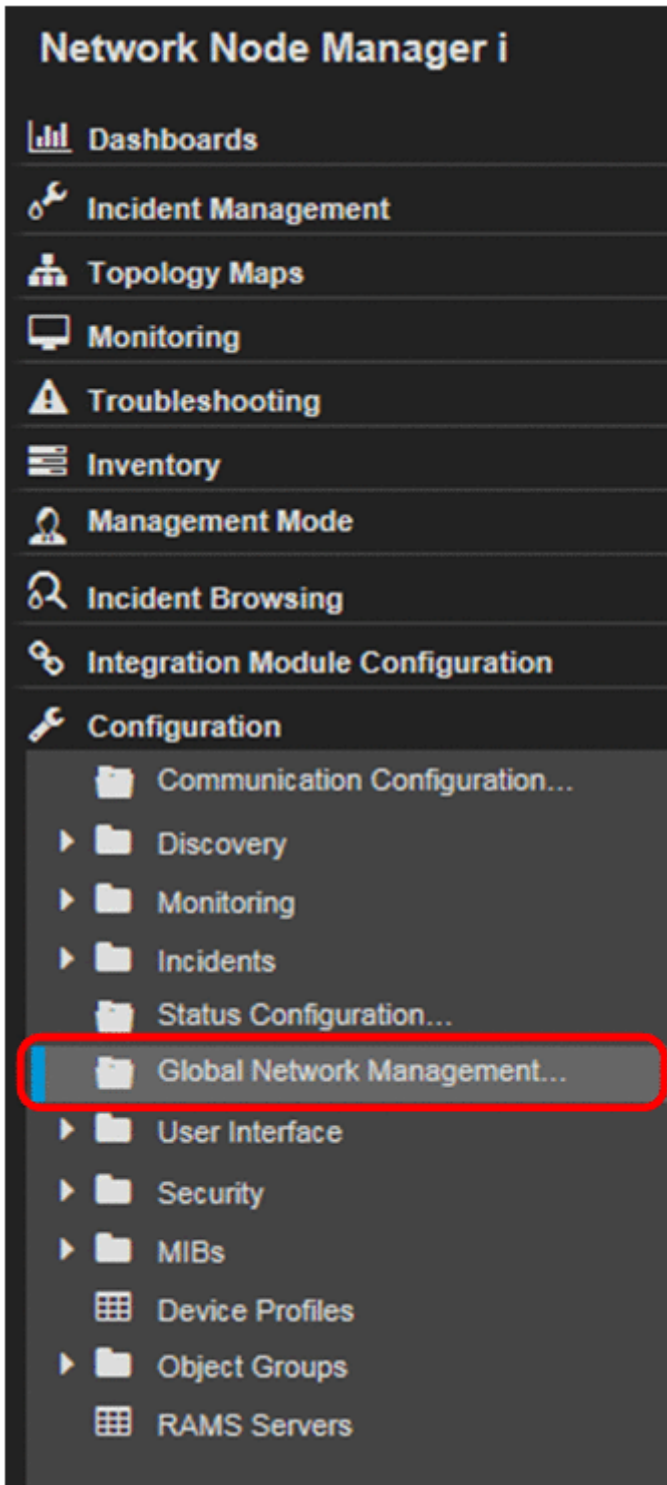 Network Node Manager i
Dashboards
Incident Management
Topology Maps
Monitoring
Troubleshooting
Inventory
Management Mode
Incident Browsing
Integration Module Configuration
Configuration
Communication Configuration...
Discovery
Monitoring
Incidents
Status Configuration...
Global Network Management...
User Interface
Security
MIBs
Device Profiles
Object Groups
RAMS Servers